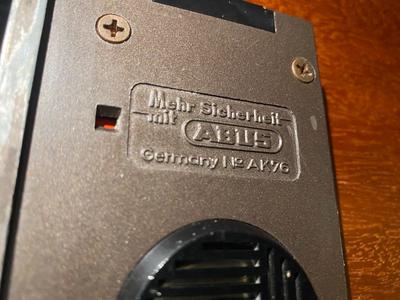 Mehr Sicherheit
mit ABUS
Germany No AK76